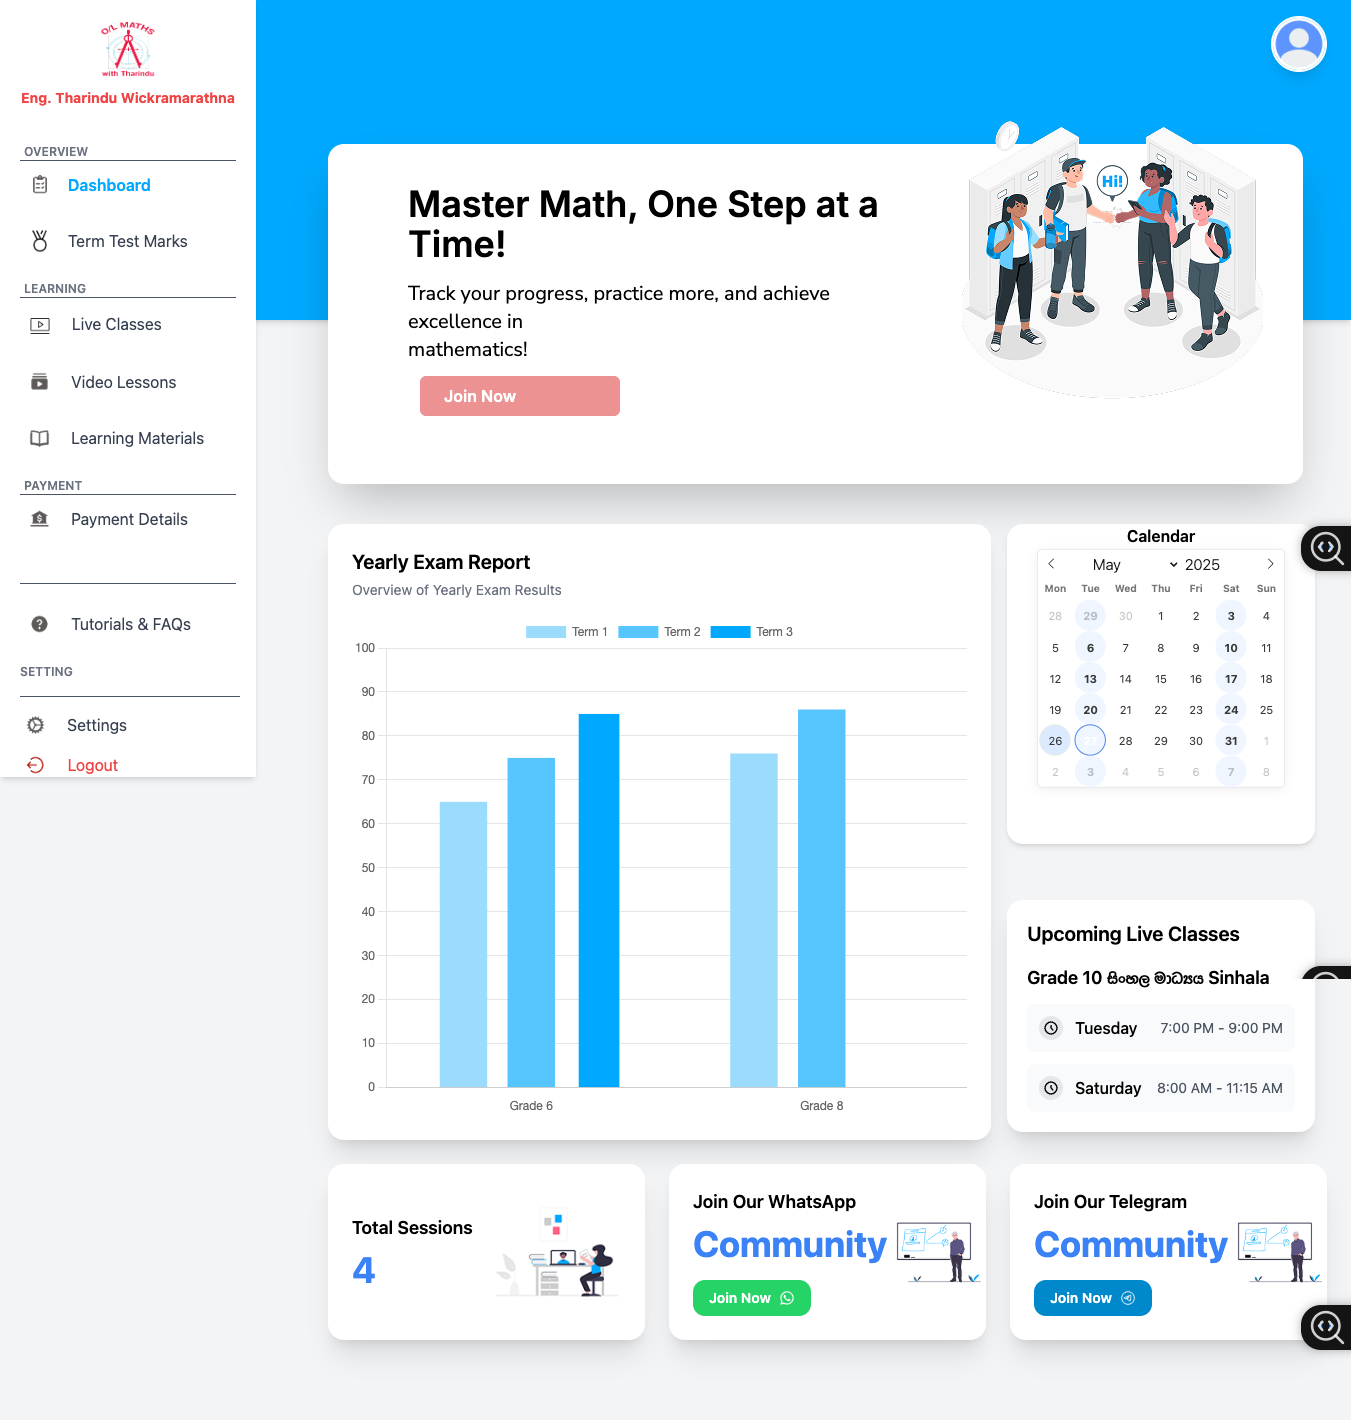 O/L MATHS
with Tharindu
Eng. Tharindu Wickramarathna
OVERVIEW
Dashboard
Term Test Marks
LEARNING
Live Classes
Video Lessons
Learning Materials
PAYMENT
Payment Details
Tutorials & FAQs
SETTING
Settings
Logout
Master Math, One Step at a
Time!
Track your progress, practice more, and achieve
excellence in
mathematics!
Join Now
Hi!
Yearly Exam Report
Overview of Yearly Exam Results
Term 1 Term 2 Term 3
100
90
80
70
60
50
40
30
20
10
0
Grade 6 Grade 8
Calendar
May 2025
Mon Tue Wed Thu Fri Sat Sun
28 29 30 1 2 3 4
5 6 7 8 9 10 11
12 13 14 15 16 17 18
19 20 21 22 23 24 25
26 27 28 29 30 31 1
2 3 4 5 6 7 8
Upcoming Live Classes
Grade 10 සිංහල මාධ්‍යය Sinhala
Tuesday 7:00 PM - 9:00 PM
Saturday 8:00 AM - 11:15 AM
Total Sessions
4
Join Our WhatsApp
Community
Join Now
Join Our Telegram
Community
Join Now